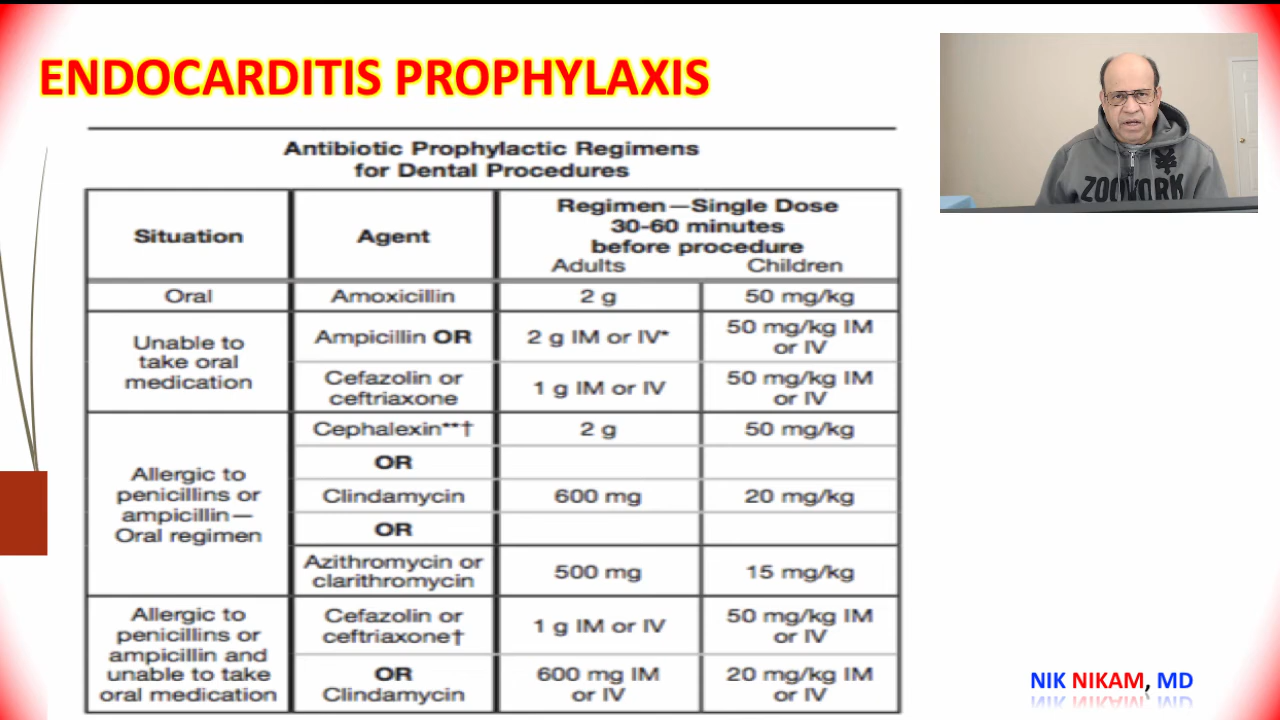 ENDOCARDITIS PROPHYLAXIS
Antibiotic Prophylactic Regimens
for Dental Procedures
Situation
Agent
Regimen—Single Dose
30-60 minutes
before procedure
Adults
Children
Oral
Amoxicillin
2 g
50 mg/kg
Unable to
take oral
medication
Ampicillin OR
2 g IM or IV*
50 mg/kg IM
or IV
Cefazolin or
ceftriaxone
1 g IM or IV
50 mg/kg IM
or IV
Allergic to
penicillins or
ampicillin—
Oral regimen
Cephalexin**†
2 g
50 mg/kg
OR
Clindamycin
600 mg
20 mg/kg
OR
Azithromycin or
clarithromycin
500 mg
15 mg/kg
Allergic to
penicillins or
ampicillin and
unable to take
oral medication
Cefazolin or
ceftriaxone†
1 g IM or IV
50 mg/kg IM
or IV
OR
Clindamycin
600 mg IM
or IV
20 mg/kg IM
or IV
ZOO YORK
NIK NIKAM, MD